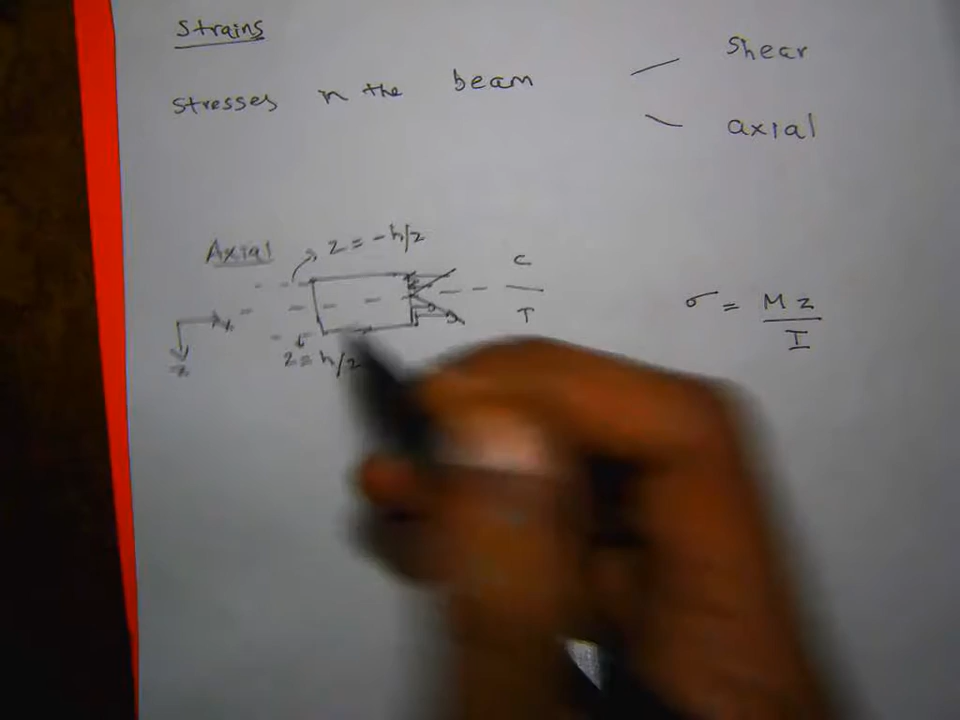 Strains
Stresses in the beam
Shear
axial
Axial
z = -h/2
C
T
x
z
z = h/2
σ = Mz/I